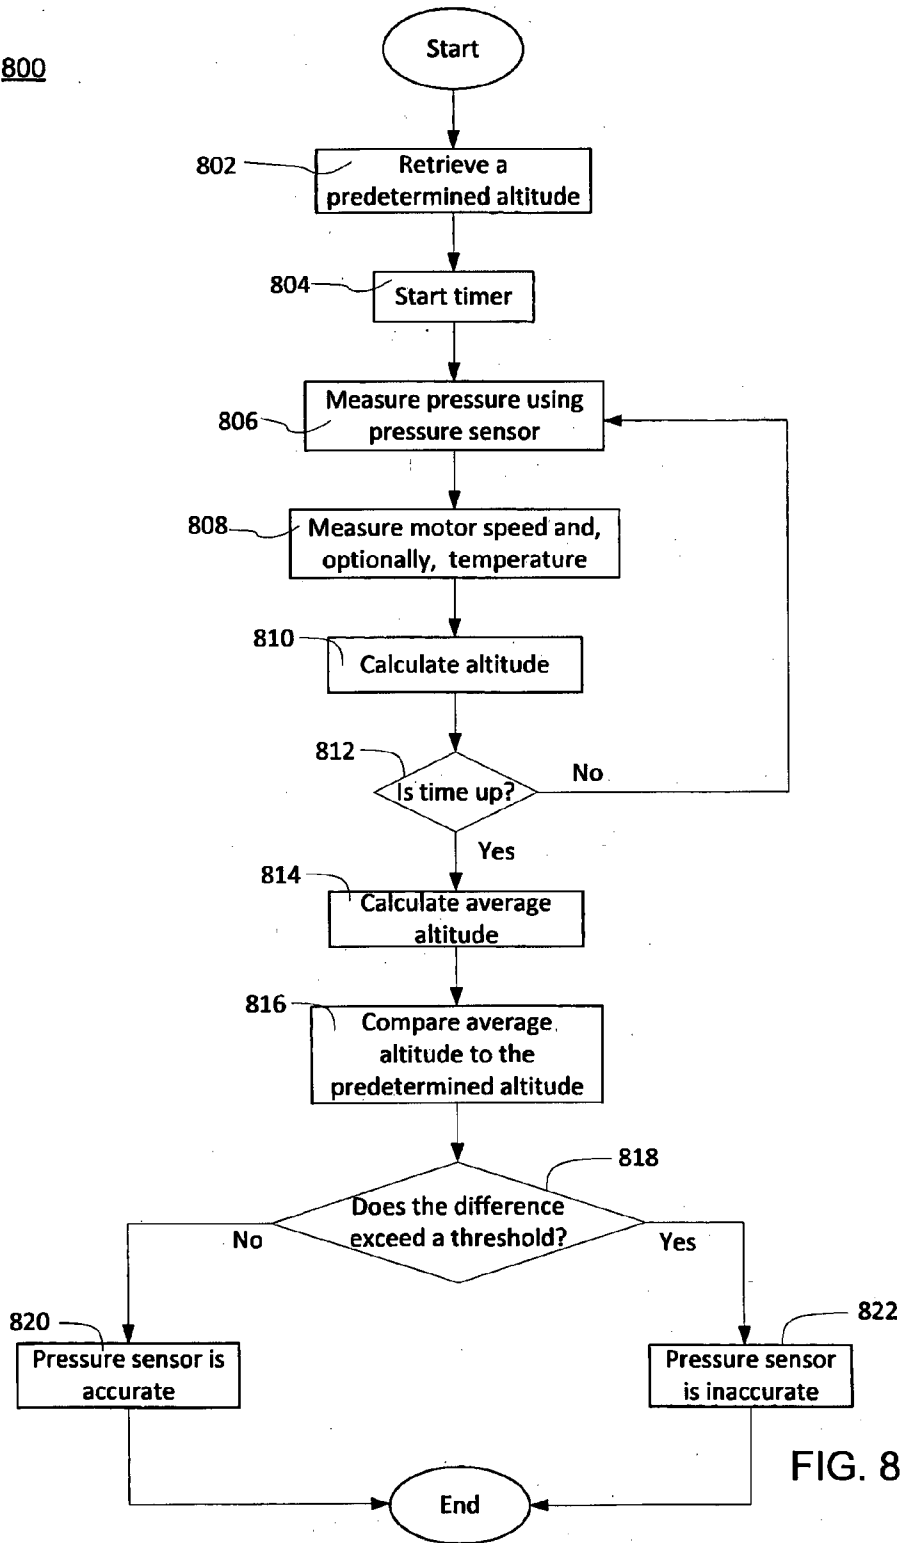 Start
800
802
Retrieve a
predetermined altitude
804
Start timer
806
Measure pressure using
pressure sensor
808
Measure motor speed and,
optionally, temperature
810
Calculate altitude
812
Is time up?
No
Yes
814
Calculate average
altitude
816
Compare average
altitude to the
predetermined altitude
818
Does the difference
exceed a threshold?
No
Yes
820
Pressure sensor is
accurate
822
Pressure sensor
is inaccurate
End
FIG. 8